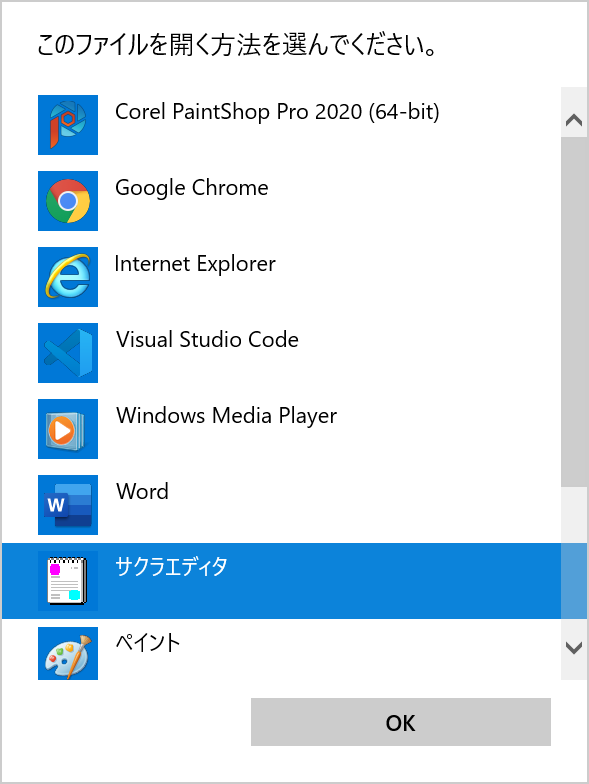 このファイルを開く方法を選んでください。
Corel PaintShop Pro 2020 (64-bit)
Google Chrome
Internet Explorer
Visual Studio Code
Windows Media Player
W
Word
サクラエディタ
ペイント
OK